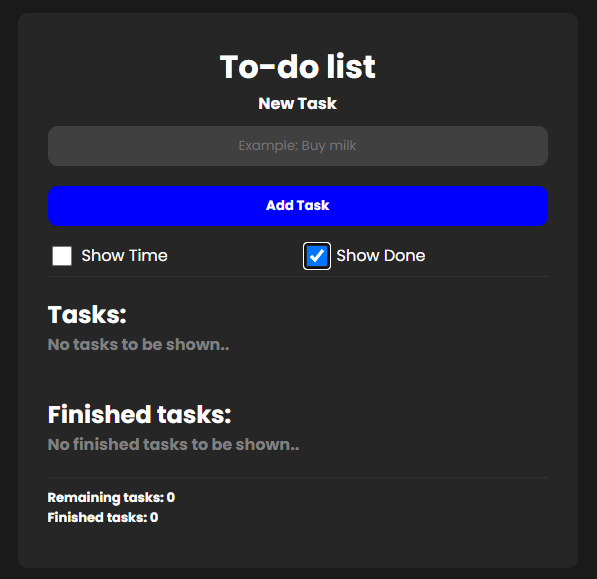 To-do list
New Task
Example: Buy milk
Add Task
Show Time Show Done
Tasks:
No tasks to be shown..
Finished tasks:
No finished tasks to be shown..
Remaining tasks: 0
Finished tasks: 0